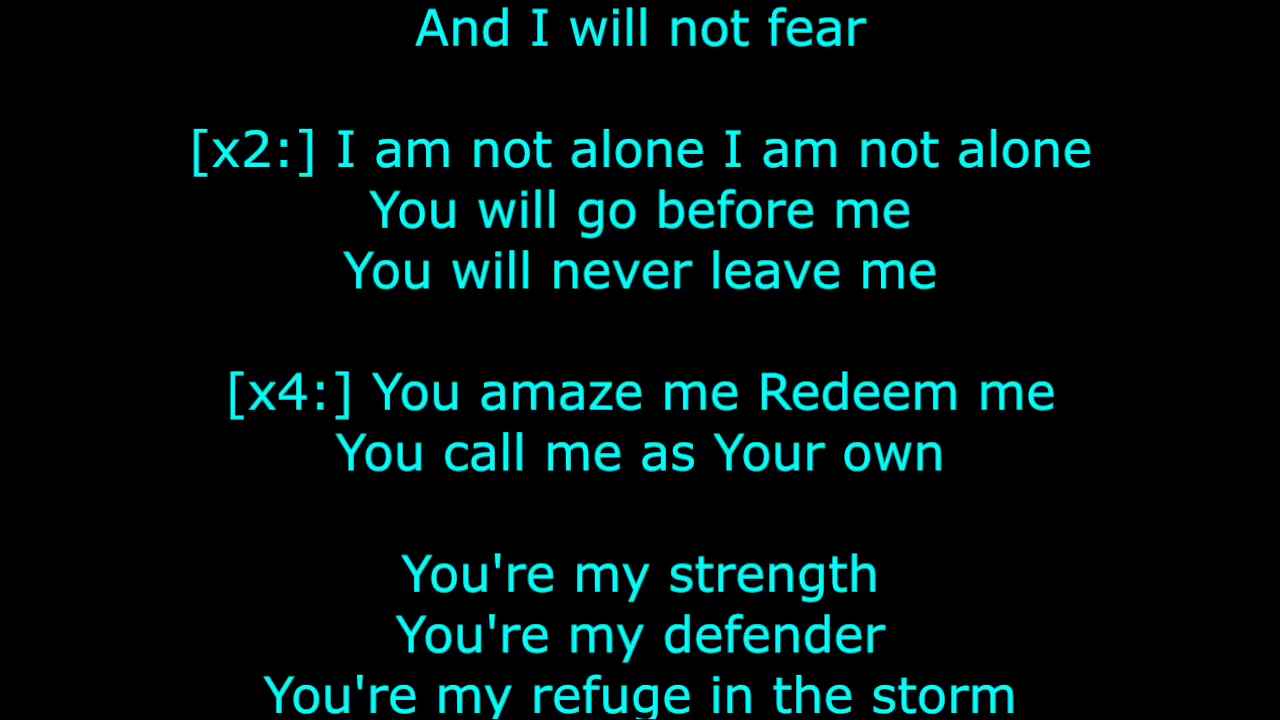 And I will not fear
[x2:] I am not alone I am not alone
You will go before me
You will never leave me
[x4:] You amaze me Redeem me
You call me as Your own
You're my strength
You're my defender
You're my refuge in the storm